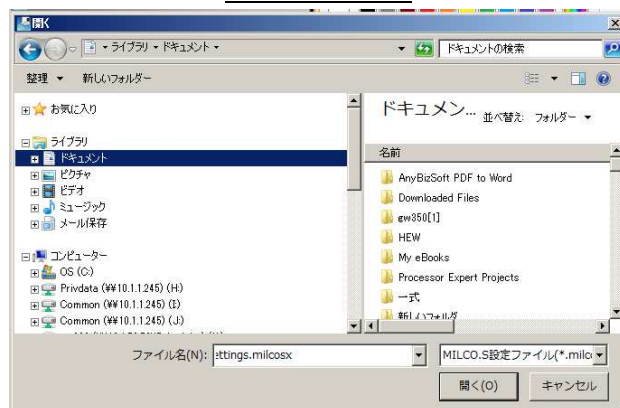 開く
ライブラリ ▸ ドキュメント ▸
ドキュメントの検索
整理 ▼ 新しいフォルダー
お気に入り
ライブラリ
ドキュメント
ピクチャ
ビデオ
ミュージック
メール保存
コンピューター
OS (C:)
Privdata (¥¥10.1.1.245) (H:)
Common (¥¥10.1.1.245) (I:)
Common (¥¥10.1.1.245) (J:)
ドキュメン... 並べ替え: フォルダー ▼
名前
AnyBizSoft PDF to Word
Downloaded Files
gw350[1]
HEW
My eBooks
Processor Expert Projects
一式
新しいフォルダ
ファイル名(N): ettings.milcosx
MILCO.S設定ファイル(*.milc
開く(O) キャンセル